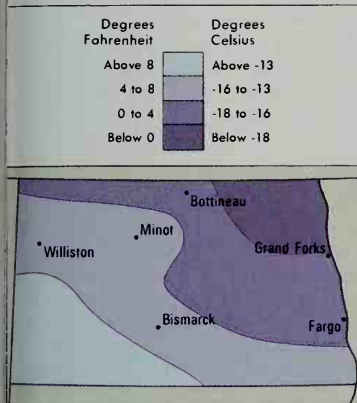 Degrees Fahrenheit Degrees Celsius
Above 8 Above -13
4 to 8 -16 to -13
0 to 4 -18 to -16
Below 0 Below -18
Bottineau
Minot
Williston
Grand Forks
Bismarck
Fargo